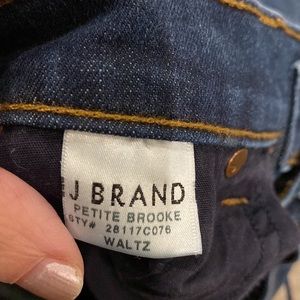 J BRAND
PETITE BROOKE
STY# 28117C076
WALTZ